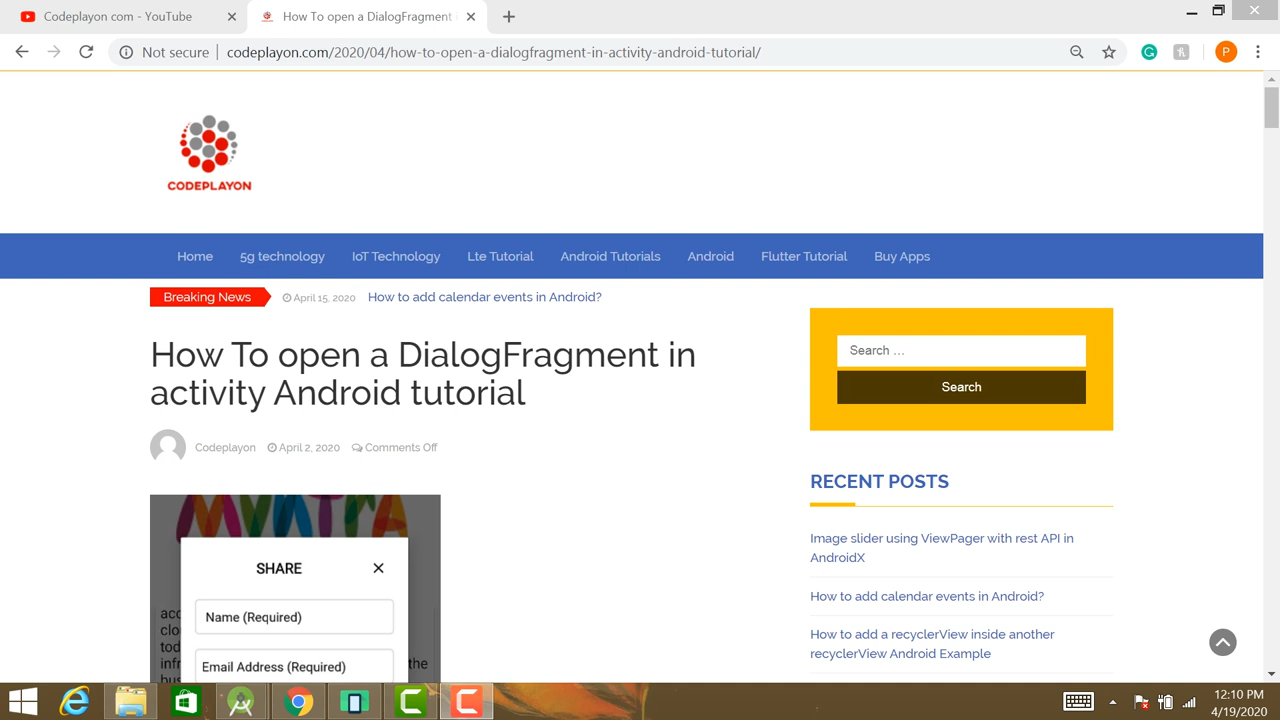 Codeplayon com - YouTube
How To open a DialogFragment
Not secure
codeplayon.com/2020/04/how-to-open-a-dialogfragment-in-activity-android-tutorial/
P
CODEPLAYON
Home
5g technology
IoT Technology
Lte Tutorial
Android Tutorials
Android
Flutter Tutorial
Buy Apps
Breaking News
April 15, 2020
How to add calendar events in Android?
How To open a DialogFragment in
activity Android tutorial
Codeplayon
April 2, 2020
Comments Off
Search …
Search
RECENT POSTS
Image slider using ViewPager with rest API in
AndroidX
How to add calendar events in Android?
How to add a recyclerView inside another
recyclerView Android Example
SHARE
Name (Required)
Email Address (Required)
the
12:10 PM
4/19/2020